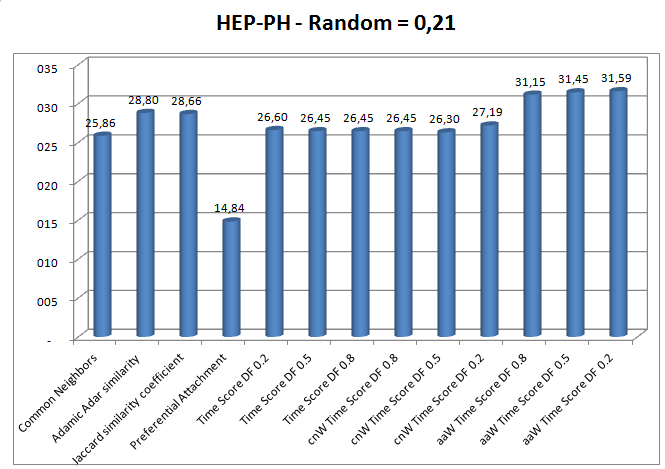 HEP-PH - Random = 0,21
035
030
025
020
015
010
005
-
25,86
28,80
28,66
14,84
26,60
26,45
26,45
26,45
26,30
27,19
31,15
31,45
31,59
Common Neighbors
Adamic Adar similarity
Jaccard similarity coefficient
Preferential Attachment
Time Score DF 0.2
Time Score DF 0.5
Time Score DF 0.8
cnW Time Score DF 0.8
cnW Time Score DF 0.5
cnW Time Score DF 0.2
aaW Time Score DF 0.8
aaW Time Score DF 0.5
aaW Time Score DF 0.2